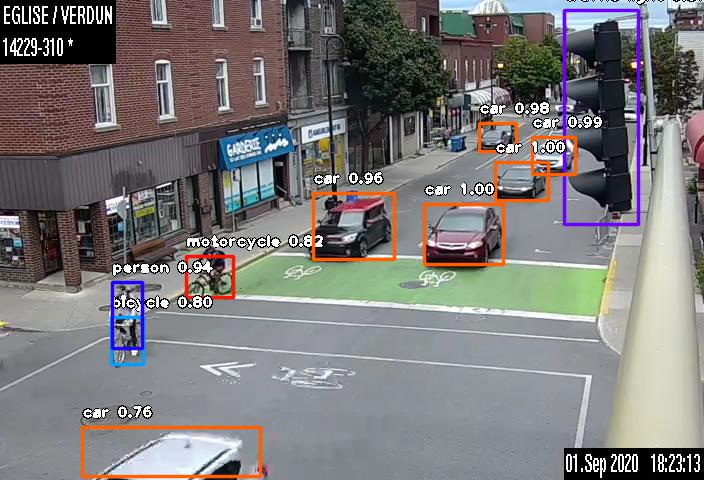 EGLISE / VERDUN
14229-310 *
car 0.98
car 0.99
car 1.00
car 0.96
car 1.00
GARDERIE
motorcycle 0.82
person 0.94
bicycle 0.80
car 0.76
01.Sep 2020 18:23:13